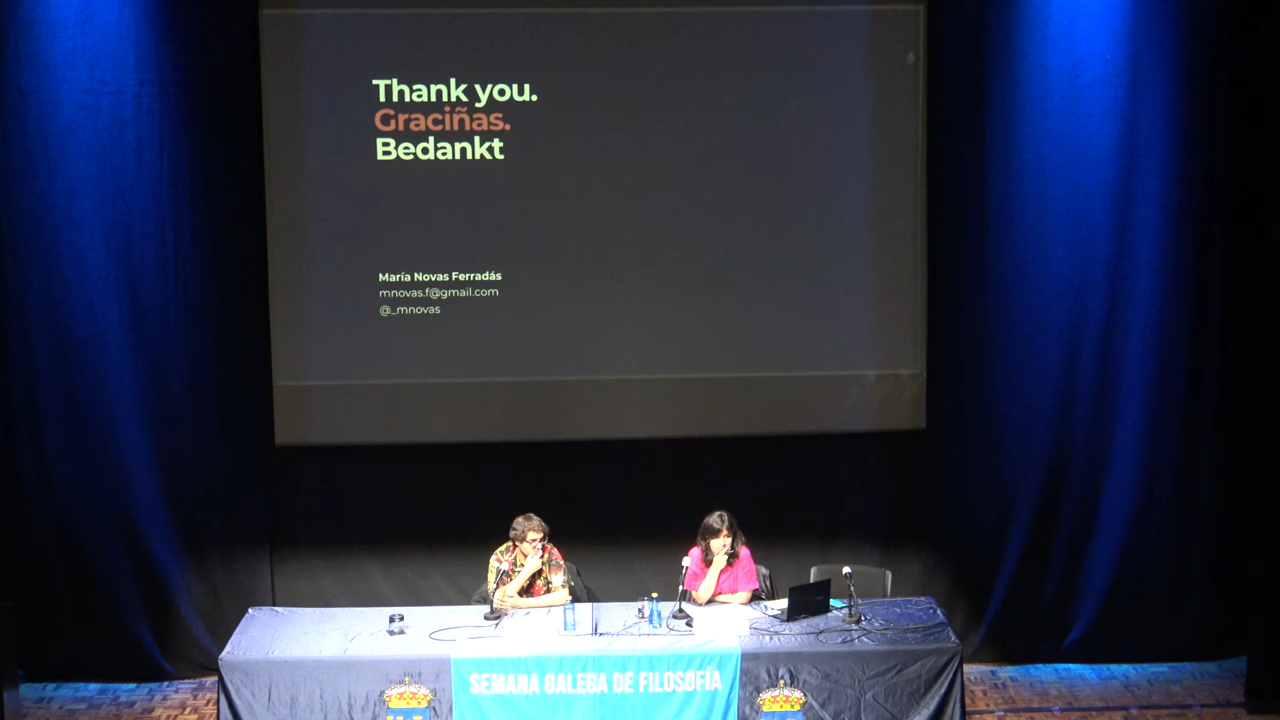 Thank you.
Graciñas.
Bedankt
María Novas Ferradás
mnovas.f@gmail.com
@_mnovas
SEMANA GALEGA DE FILOSOFÍA